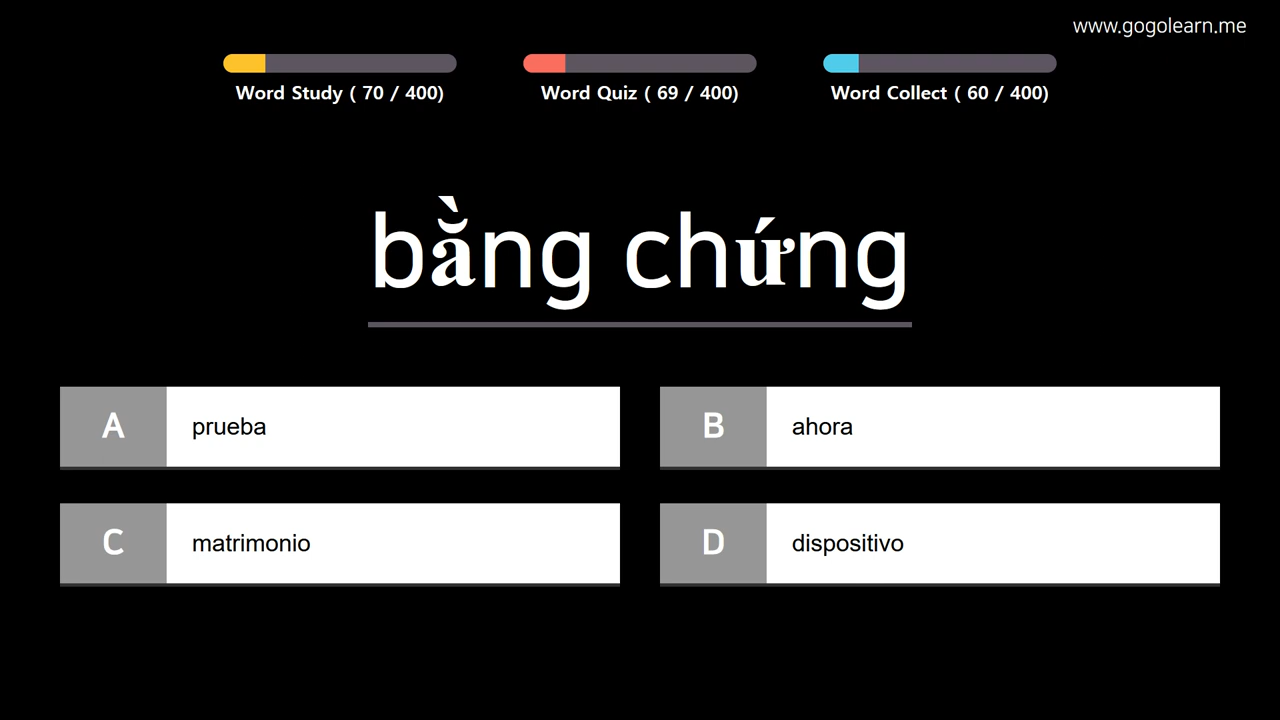 www.gogolearn.me
Word Study ( 70 / 400)
Word Quiz ( 69 / 400)
Word Collect ( 60 / 400)
bằng chứng
A prueba
B ahora
C matrimonio
D dispositivo